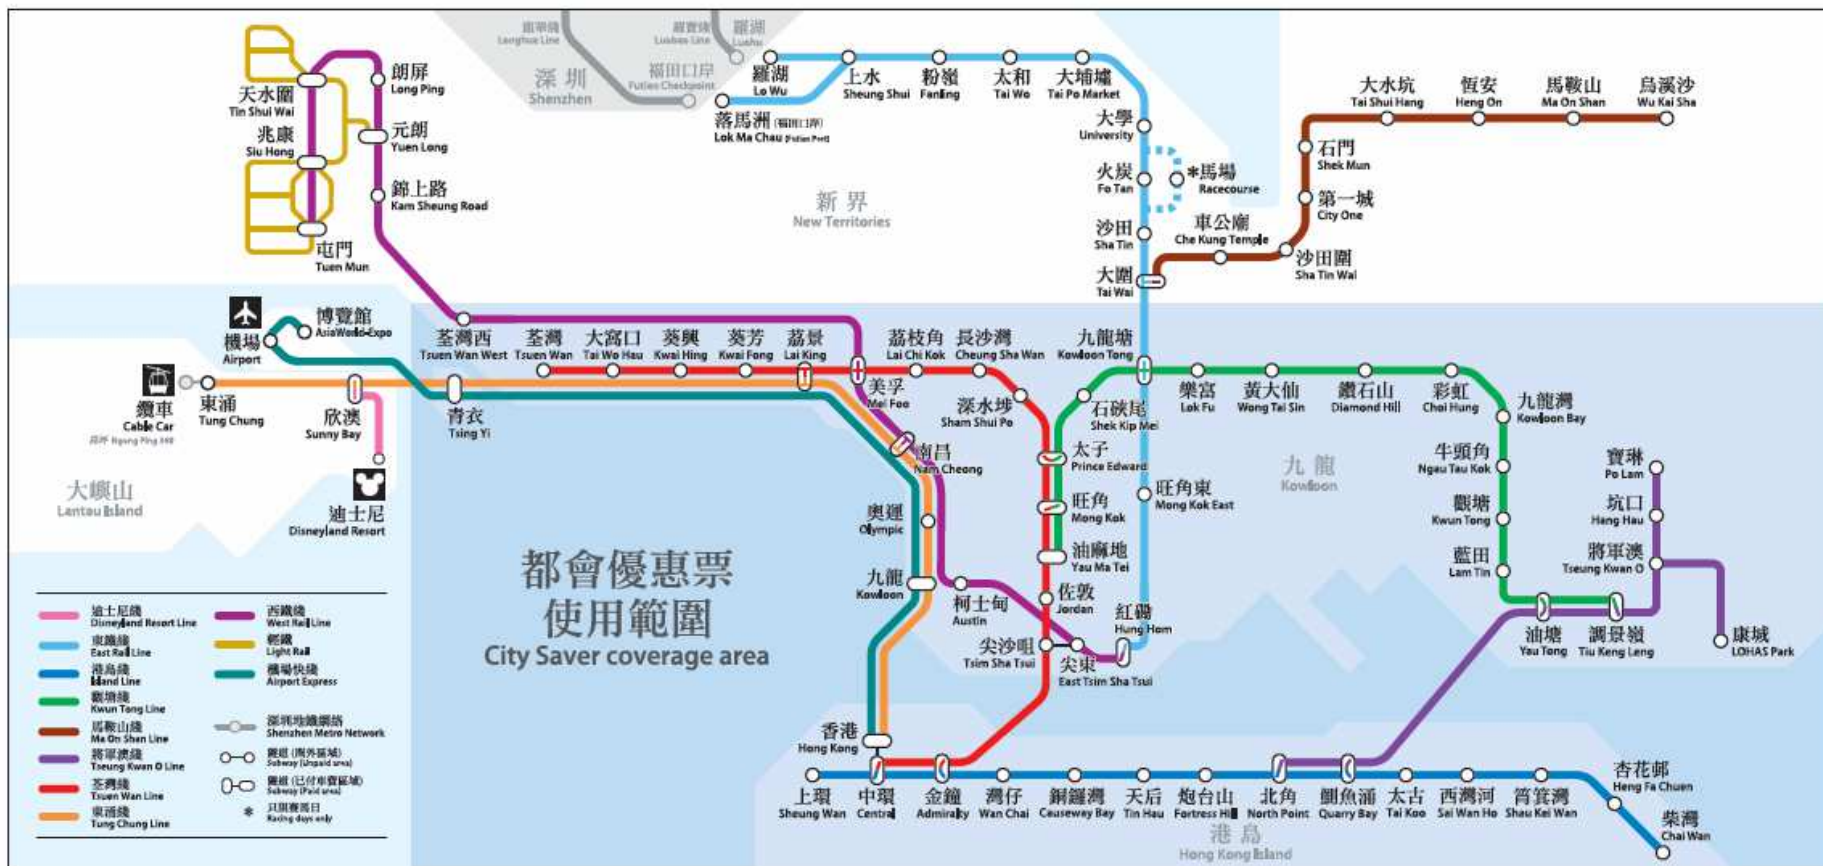 羅湖
Luohu
深圳
Shenzhen
福田口岸
Futian Checkpoint
羅湖
Lo Wu
上水
Sheung Shui
粉嶺
Fanling
太和
Tai Wo
大埔墟
Tai Po Market
落馬洲
Lok Ma Chau
大學
University
火炭
Fo Tan
*馬場
Racecourse
沙田
Sha Tin
大圍
Tai Wai
車公廟
Che Kung Temple
沙田圍
Sha Tin Wai
第一城
City One
石門
Shek Mun
大水坑
Tai Shui Hang
恆安
Heng On
馬鞍山
Ma On Shan
烏溪沙
Wu Kai Sha
新界
New Territories
朗屏
Long Ping
天水圍
Tin Shui Wai
元朗
Yuen Long
兆康
Siu Hong
錦上路
Kam Sheung Road
屯門
Tuen Mun
博覽館
AsiaWorld-Expo
機場
Airport
纜車
Cable Car
昂坪 Ngong Ping 360
東涌
Tung Chung
欣澳
Sunny Bay
青衣
Tsing Yi
大嶼山
Lantau Island
迪士尼
Disneyland Resort
荃灣西
Tsuen Wan West
荃灣
Tsuen Wan
大窩口
Tai Wo Hau
葵興
Kwai Hing
葵芳
Kwai Fong
荔景
Lai King
美孚
Mei Foo
荔枝角
Lai Chi Kok
長沙灣
Cheung Sha Wan
深水埗
Sham Shui Po
九龍塘
Kowloon Tong
石硤尾
Shek Kip Mei
太子
Prince Edward
旺角
Mong Kok
油麻地
Yau Ma Tei
佐敦
Jordan
尖沙咀
Tsim Sha Tsui
尖東
East Tsim Sha Tsui
紅磡
Hung Hom
旺角東
Mong Kok East
南昌
Nam Cheong
奧運
Olympic
九龍
Kowloon
柯士甸
Austin
樂富
Lok Fu
黃大仙
Wong Tai Sin
鑽石山
Diamond Hill
彩虹
Choi Hung
九龍灣
Kowloon Bay
牛頭角
Ngau Tau Kok
觀塘
Kwun Tong
藍田
Lam Tin
油塘
Yau Tong
調景嶺
Tiu Keng Leng
寶琳
Po Lam
坑口
Hang Hau
將軍澳
Tseung Kwan O
康城
LOHAS Park
九龍
Kowloon
都會優惠票
使用範圍
City Saver coverage area
香港
Hong Kong
上環
Sheung Wan
中環
Central
金鐘
Admiralty
灣仔
Wan Chai
銅鑼灣
Causeway Bay
天后
Tin Hau
炮台山
Fortress Hill
北角
North Point
鰂魚涌
Quarry Bay
太古
Tai Koo
西灣河
Sai Wan Ho
筲箕灣
Shau Kei Wan
杏花邨
Heng Fa Chuen
柴灣
Chai Wan
港島
Hong Kong Island
迪士尼綫
Disneyland Resort Line
東鐵綫
East Rail Line
港島綫
Island Line
觀塘綫
Kwun Tong Line
馬鞍山綫
Ma On Shan Line
將軍澳綫
Tseung Kwan O Line
荃灣綫
Tsuen Wan Line
東涌綫
Tung Chung Line
西鐵綫
West Rail Line
輕鐵
Light Rail
機場快綫
Airport Express
深圳地鐵網絡
Shenzhen Metro Network
Subway (Unpaid area)
Subway (Paid area)
* 只限賽馬日
Racing days only